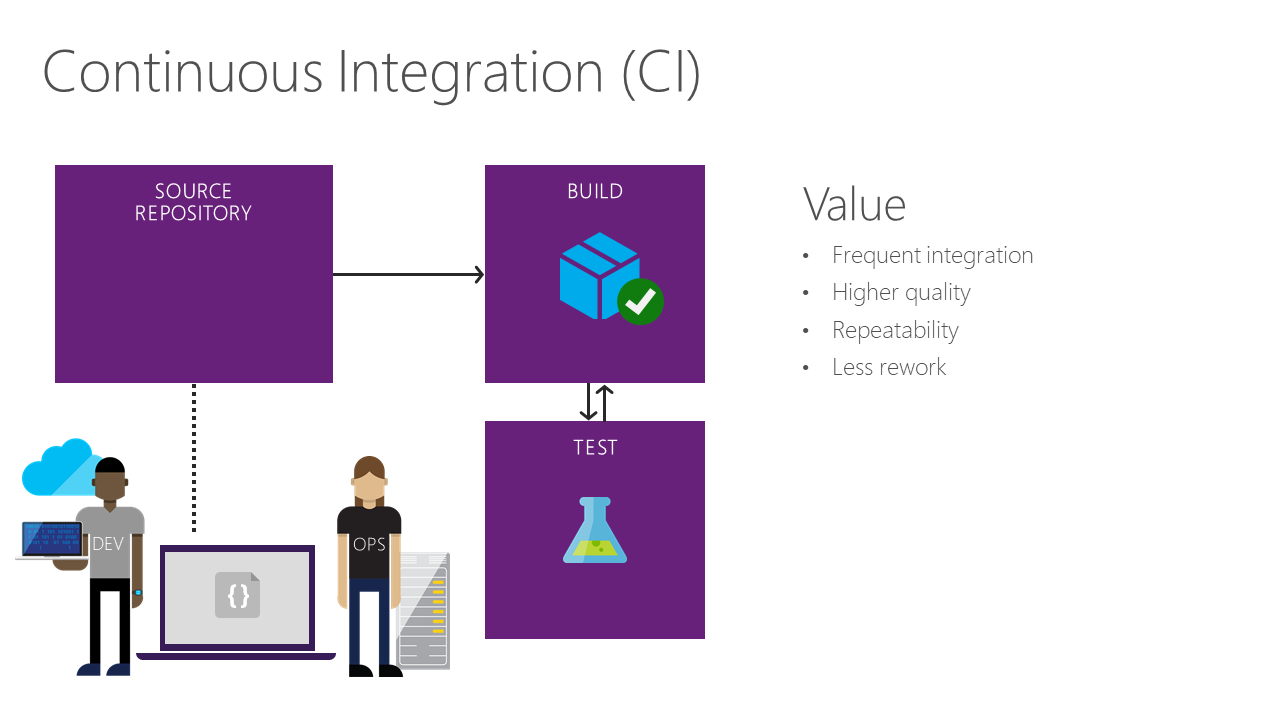 Continuous Integration (CI)
SOURCE
REPOSITORY
BUILD
Value
• Frequent integration
• Higher quality
• Repeatability
• Less rework
TEST
DEV
OPS
{ }